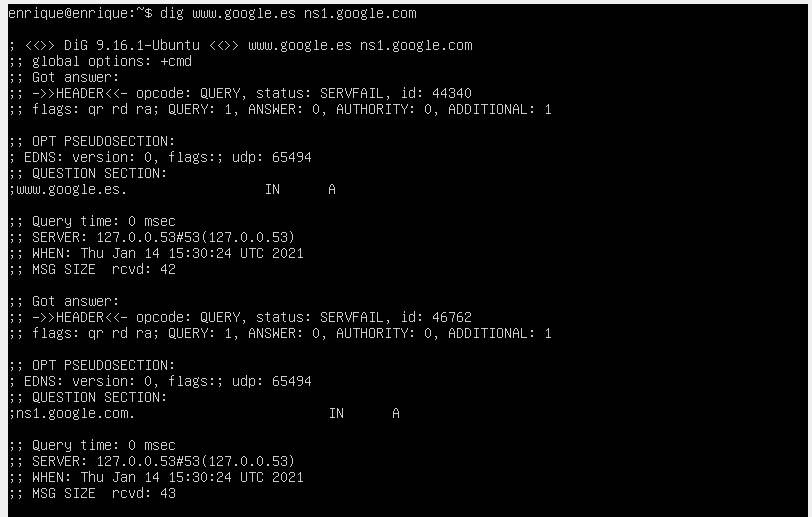 enrique@enrique:~$ dig www.google.es ns1.google.com
; <<>> DiG 9.16.1-Ubuntu <<>> www.google.es ns1.google.com
;; global options: +cmd
;; Got answer:
;; ->>HEADER<<- opcode: QUERY, status: SERVFAIL, id: 44340
;; flags: qr rd ra; QUERY: 1, ANSWER: 0, AUTHORITY: 0, ADDITIONAL: 1
;; OPT PSEUDOSECTION:
; EDNS: version: 0, flags:; udp: 65494
;; QUESTION SECTION:
;www.google.es. IN A
;; Query time: 0 msec
;; SERVER: 127.0.0.53#53(127.0.0.53)
;; WHEN: Thu Jan 14 15:30:24 UTC 2021
;; MSG SIZE rcvd: 42
;; Got answer:
;; ->>HEADER<<- opcode: QUERY, status: SERVFAIL, id: 46762
;; flags: qr rd ra; QUERY: 1, ANSWER: 0, AUTHORITY: 0, ADDITIONAL: 1
;; OPT PSEUDOSECTION:
; EDNS: version: 0, flags:; udp: 65494
;; QUESTION SECTION:
;ns1.google.com. IN A
;; Query time: 0 msec
;; SERVER: 127.0.0.53#53(127.0.0.53)
;; WHEN: Thu Jan 14 15:30:24 UTC 2021
;; MSG SIZE rcvd: 43